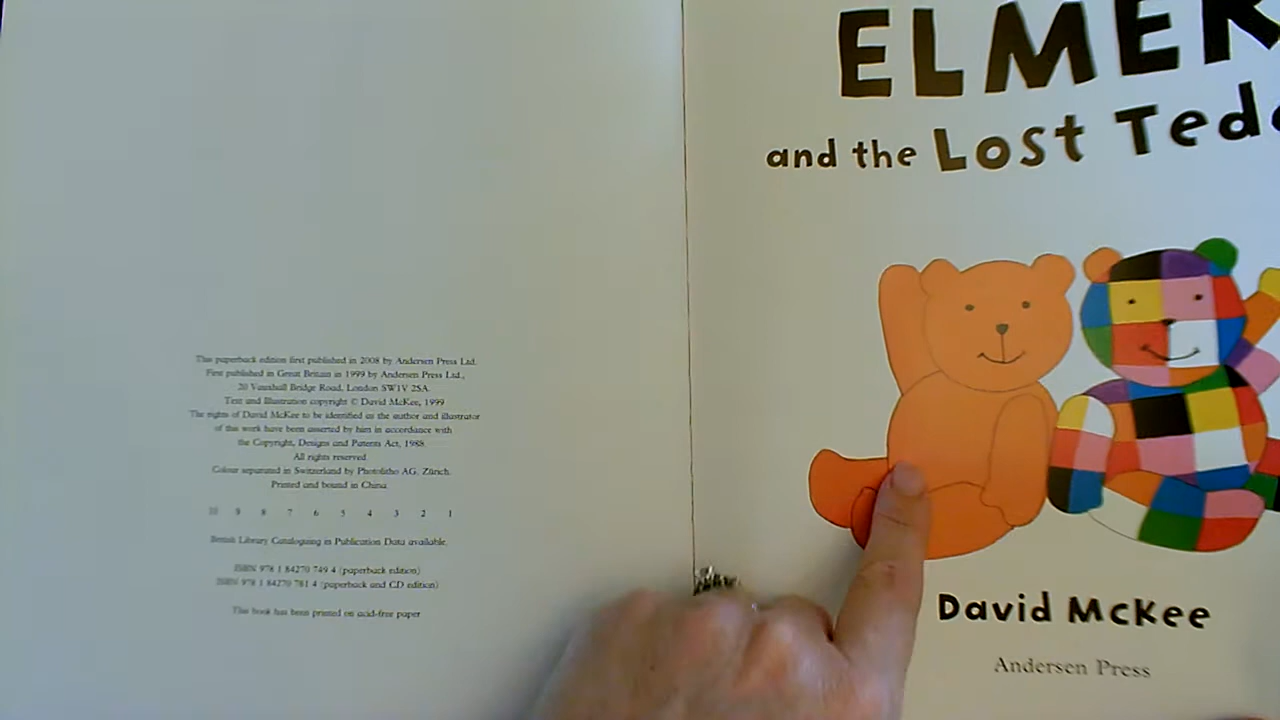 This paperback edition first published in 2008 by Andersen Press Ltd.
First published in Great Britain in 1999 by Andersen Press Ltd.,
20 Vauxhall Bridge Road, London SW1V 2SA.
Text and Illustration copyright © David McKee, 1999
The rights of David McKee to be identified as the author and illustrator
of this work have been asserted by him in accordance with
the Copyright, Designs and Patents Act, 1988.
All rights reserved.
Colour separated in Switzerland by Photolitho AG, Zürich.
Printed and bound in China.
10 9 8 7 6 5 4 3 2 1
British Library Cataloguing in Publication Data available.
ISBN 978 1 84270 749 4 (paperback edition)
ISBN 978 1 84270 781 4 (paperback and CD edition)
This book has been printed on acid-free paper
ELMER
and the Lost Tedd
David McKee
Andersen Press